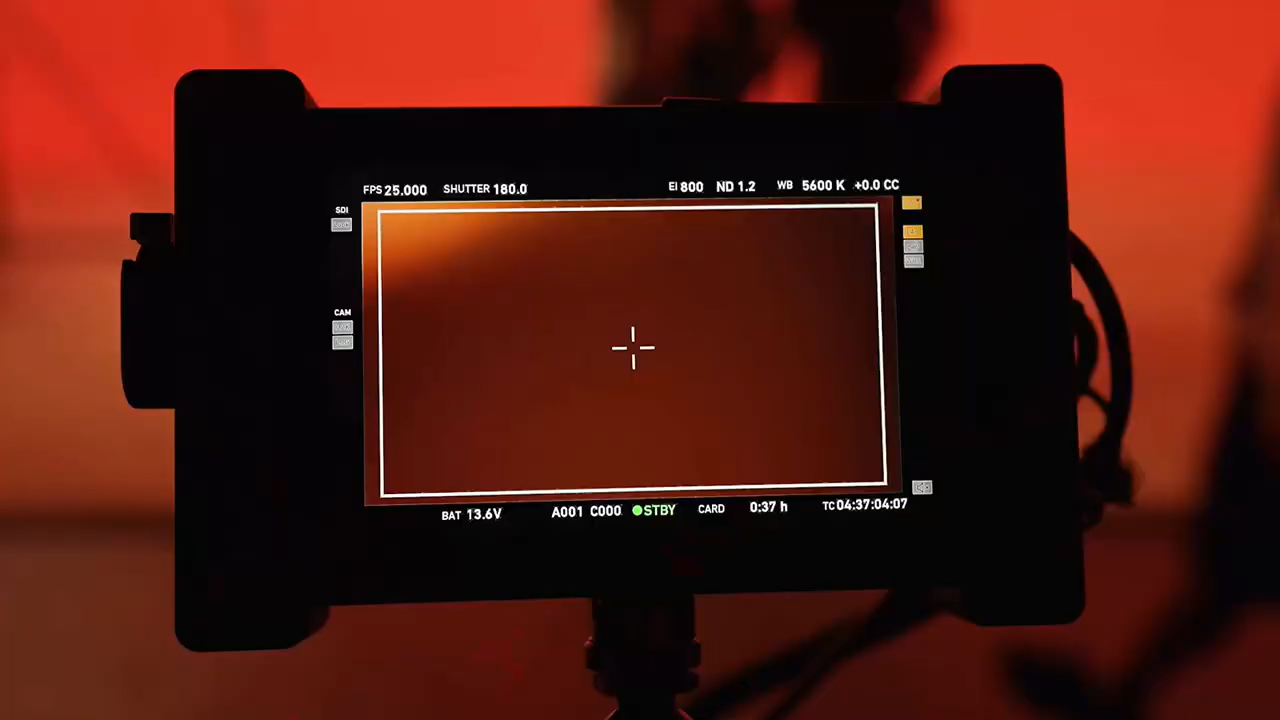 FPS 25.000 SHUTTER 180.0 EI 800 ND 1.2 WB 5600 K +0.0 CC
SDI
CAM
BAT 13.6V A001 C000 STBY CARD 0:37 h TC 04:37:04:07